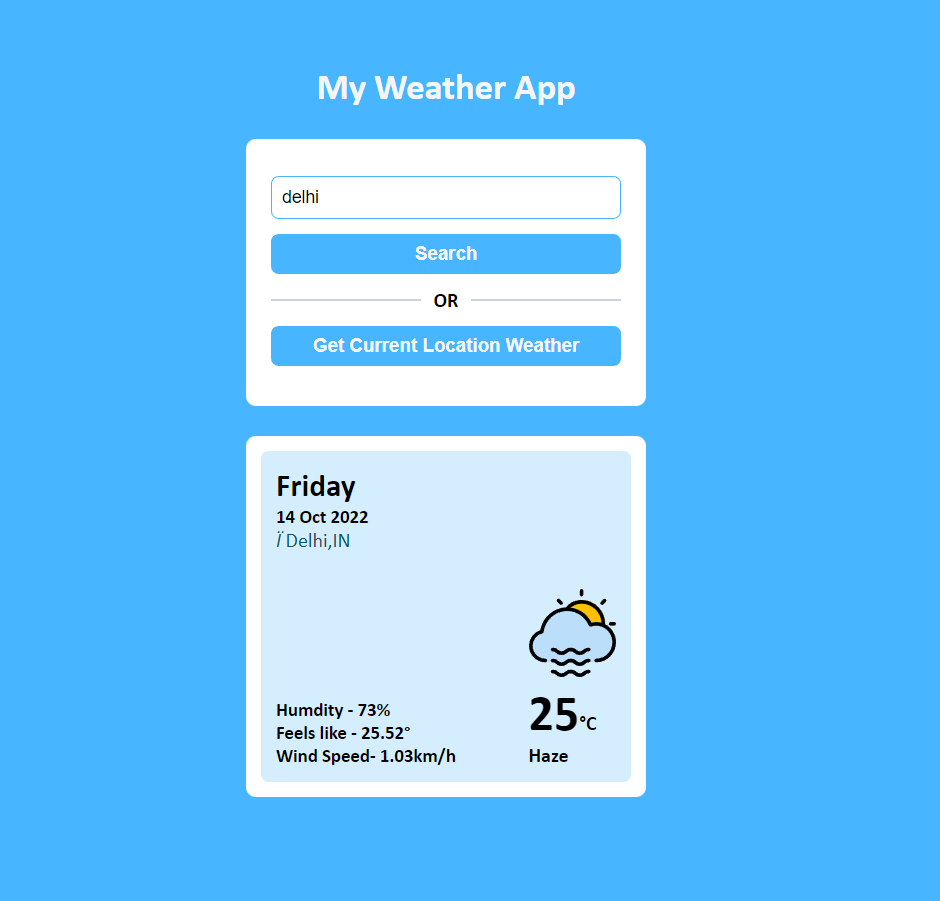 My Weather App
delhi
Search
OR
Get Current Location Weather
Friday
14 Oct 2022
Ï Delhi,IN
25°C
Humdity - 73%
Feels like - 25.52°
Wind Speed- 1.03km/h
Haze